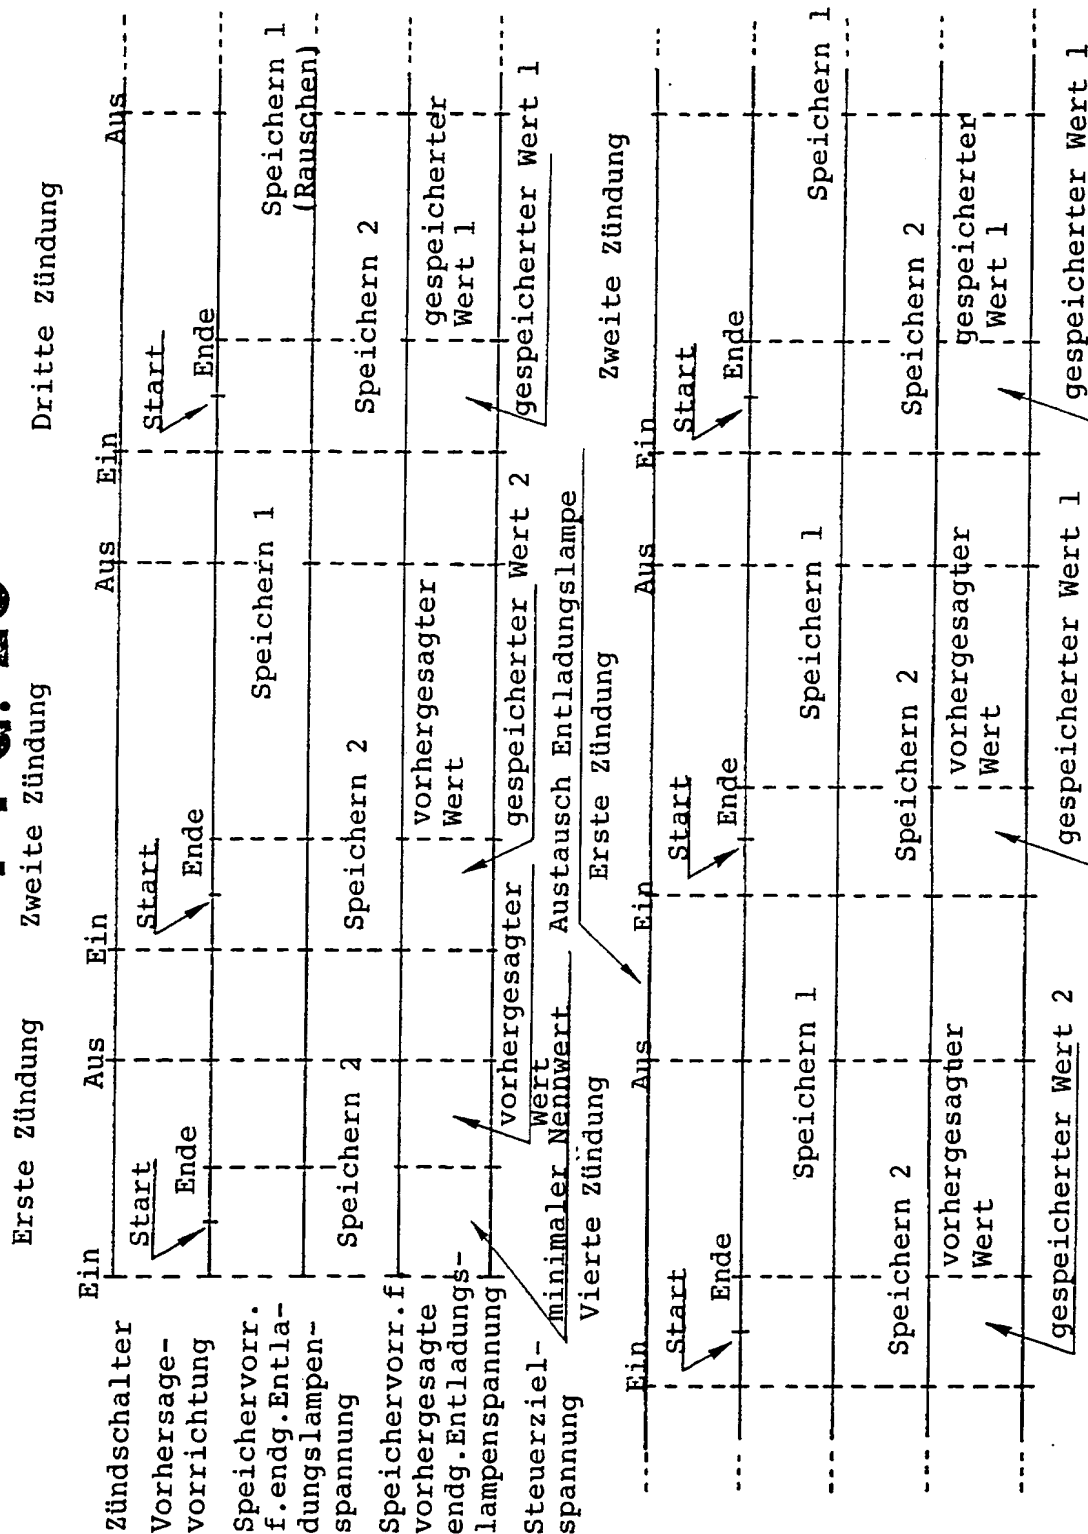 Erste Zündung
Zweite Zündung
Dritte Zündung
Ein
Aus
Ein
Aus
Ein
Aus
Zündschalter
Vorhersage-
vorrichtung
Start
Ende
Start
Ende
Start
Ende
Speichervorr.
f.endg.Entla-
dungslampen-
spannung
Speichern 1
Speichern 1
(Rauschen)
Speichervorr.f
vorhergesagte
endg.Entladungs-
lampenspannung
Speichern 2
Speichern 2
Speichern 2
Steuerziel-
spannung
minimaler Nennwert
vorhergesagter
Wert
vorhergesagter
Wert
gespeicherter Wert 2
gespeicherter
Wert 1
gespeicherter Wert 1
Austausch Entladungslampe
Vierte Zündung
Erste Zündung
Zweite Zündung
Ein
Aus
Ein
Aus
Ein
Start
Ende
Start
Ende
Start
Ende
Speichern 1
Speichern 1
Speichern 1
Speichern 2
Speichern 2
Speichern 2
vorhergesagter
Wert
vorhergesagter
Wert
gespeicherter
Wert 1
gespeicherter Wert 2
gespeicherter Wert 1
gespeicherter Wert 1